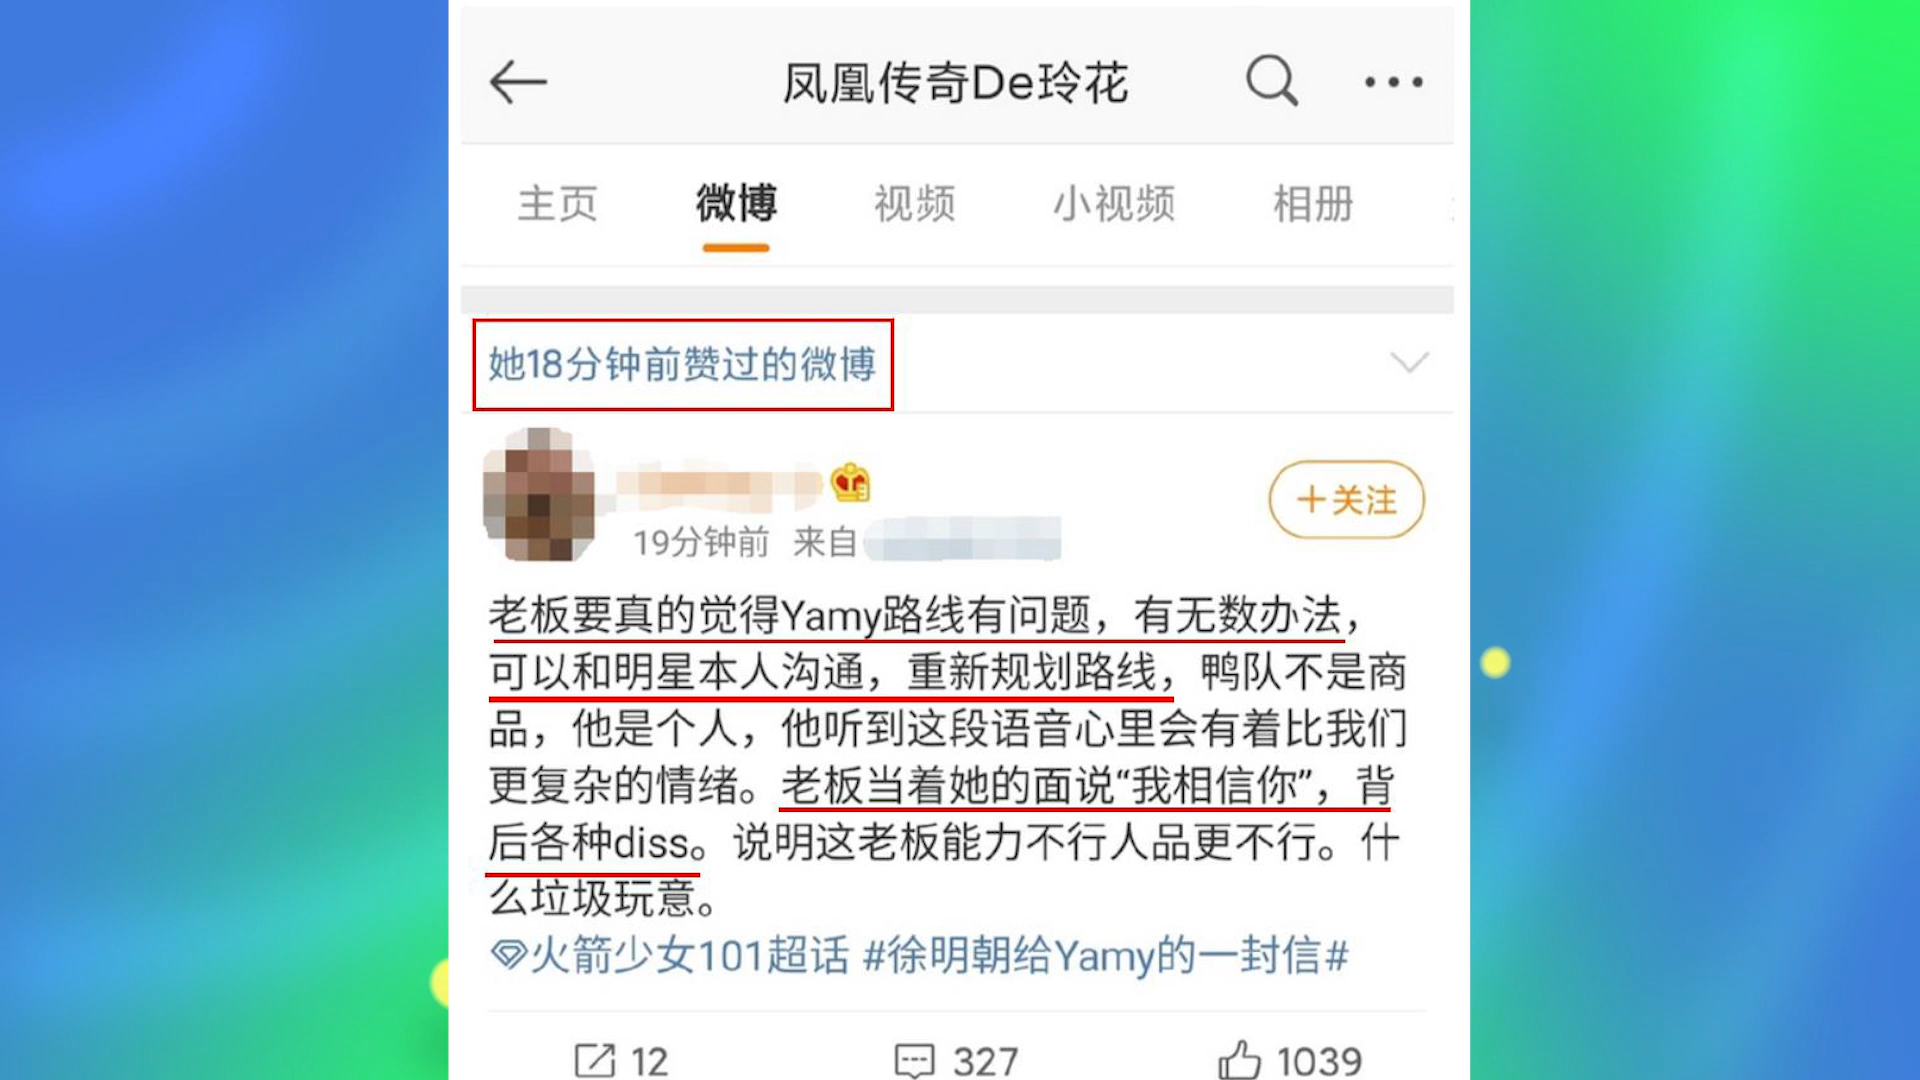 凤凰传奇De玲花
主页 微博 视频 小视频 相册
她18分钟前赞过的微博
+关注
19分钟前 来自
老板要真的觉得Yamy路线有问题，有无数办法，
可以和明星本人沟通，重新规划路线，鸭队不是商
品，他是个人，他听到这段语音心里会有着比我们
更复杂的情绪。老板当着她的面说“我相信你”，背
后各种diss。说明这老板能力不行人品更不行。什
么垃圾玩意。
火箭少女101超话 #徐明朝给Yamy的一封信#
12 327 1039